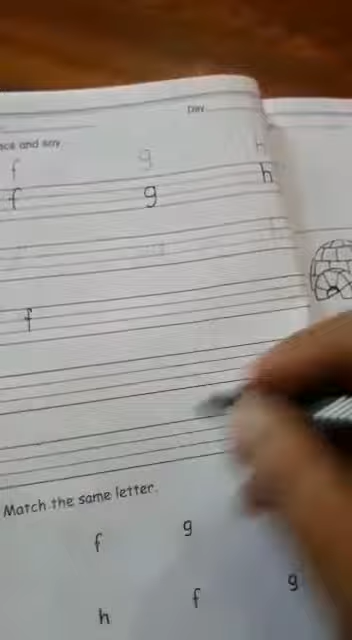 Day
ace and say
f g h
f g h
f
Match the same letter.
f g
h f g